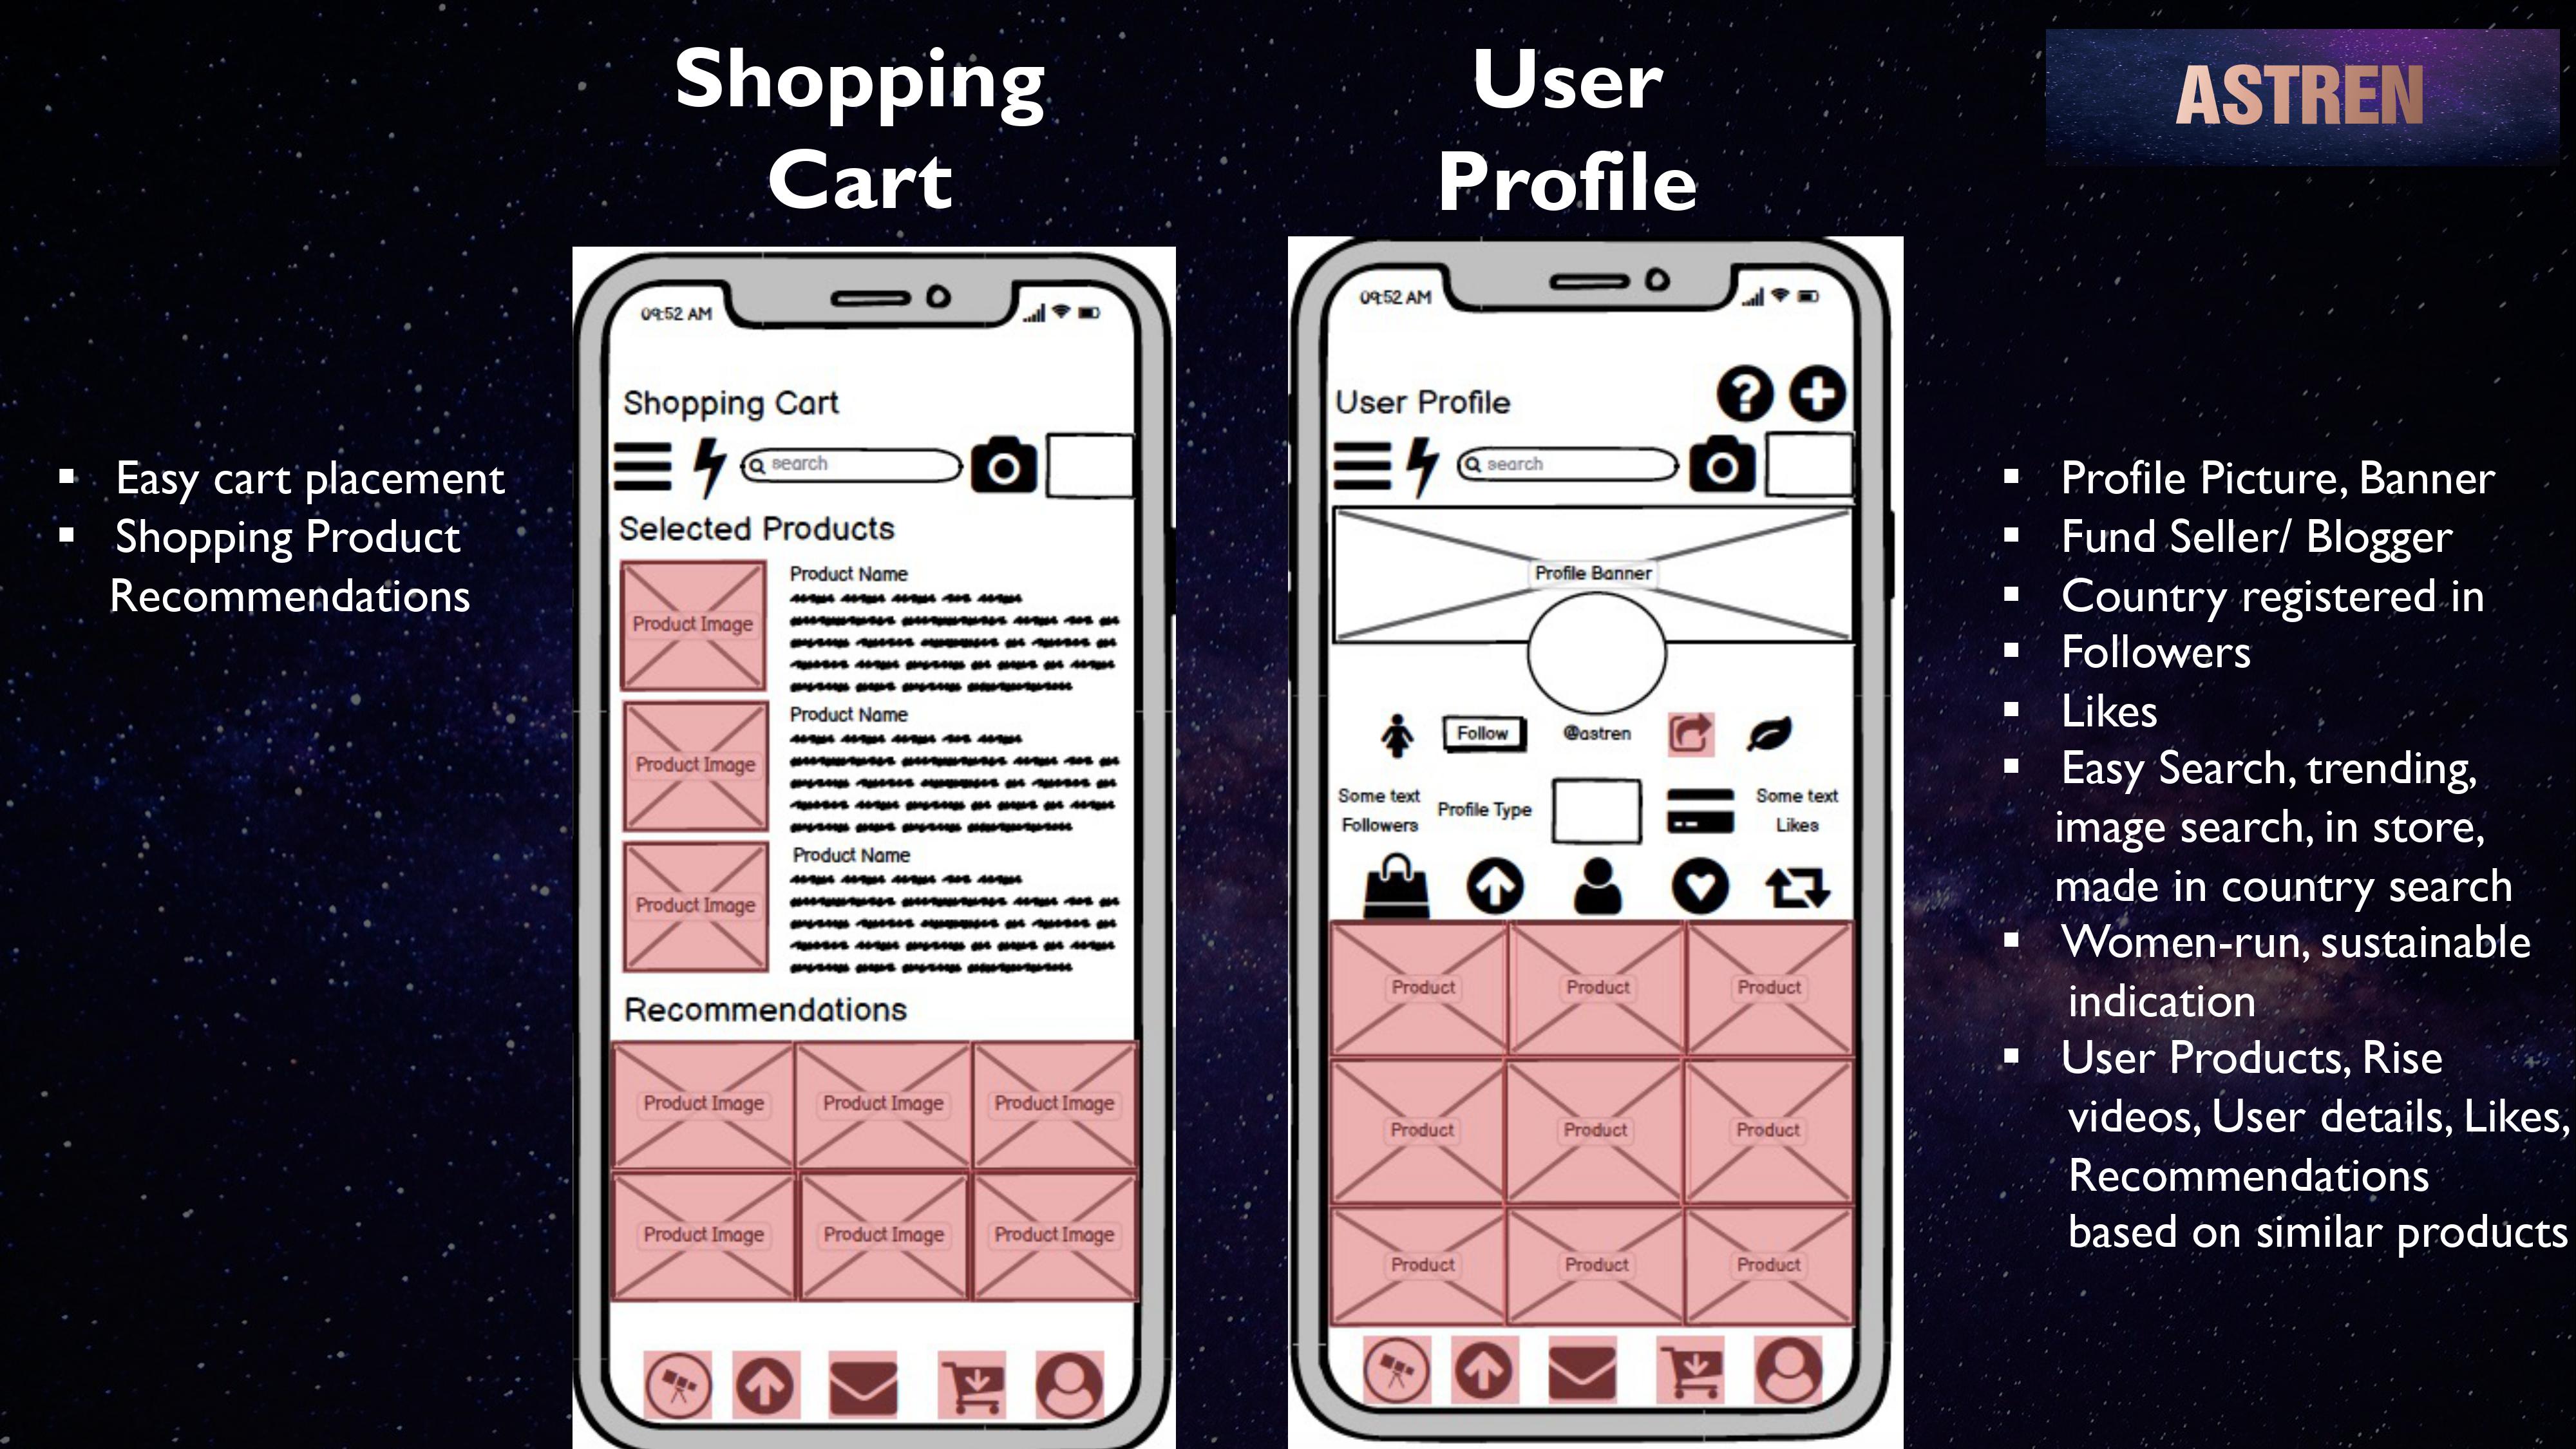 Shopping
Cart
User
Profile
ASTREN
▪ Easy cart placement
▪ Shopping Product
Recommendations
09:52 AM
Shopping Cart
search
Selected Products
Product Image
Product Name
Product Image
Product Name
Product Image
Product Name
Recommendations
Product Image Product Image Product Image
Product Image Product Image Product Image
09:52 AM
User Profile
search
Profile Banner
Follow @astren
Some text
Followers
Profile Type
Some text
Likes
Product Product Product
Product Product Product
Product Product Product
▪ Profile Picture, Banner
▪ Fund Seller/ Blogger
▪ Country registered in
▪ Followers
▪ Likes
▪ Easy Search, trending,
image search, in store,
made in country search
▪ Women-run, sustainable
indication
▪ User Products, Rise
videos, User details, Likes,
Recommendations
based on similar products